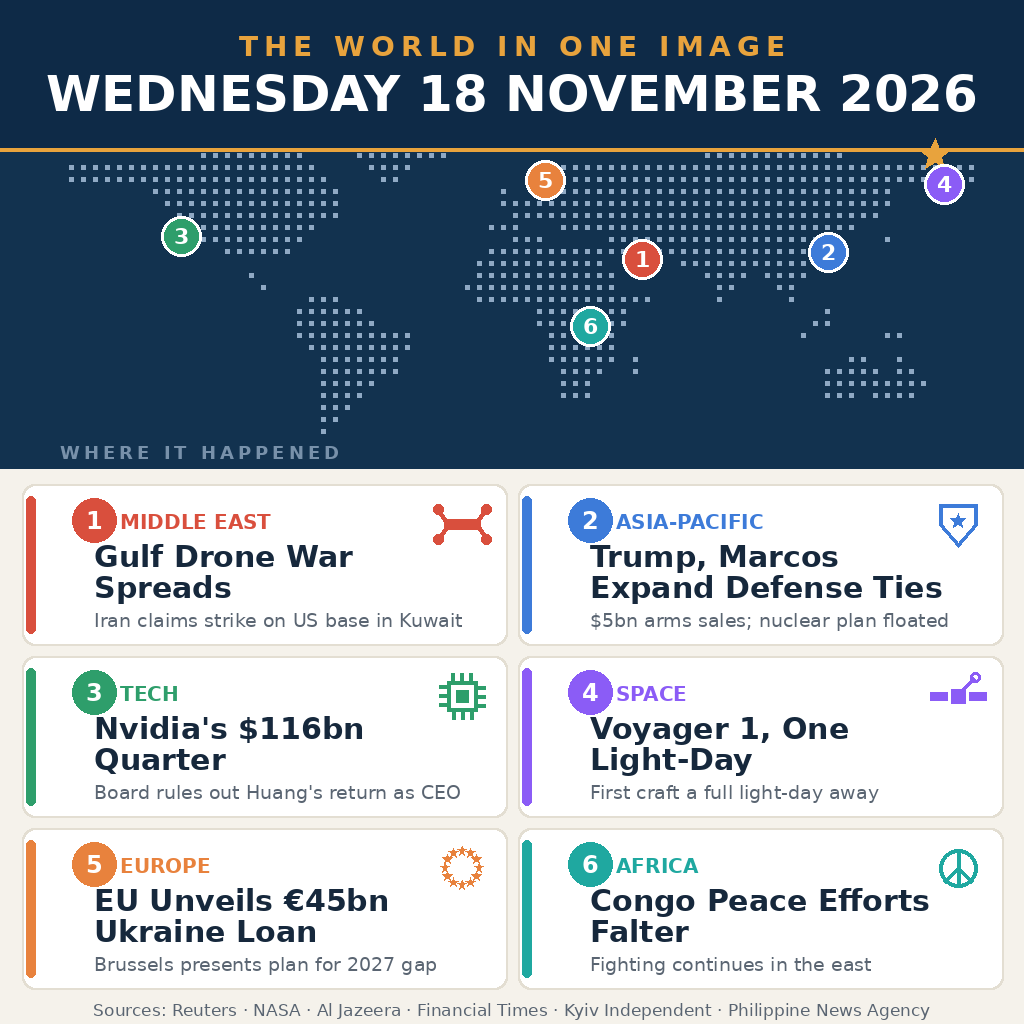 THE WORLD IN ONE IMAGE
WEDNESDAY 18 NOVEMBER 2026
5
4
3
2
1
6
WHERE IT HAPPENED
1 MIDDLE EAST
Gulf Drone War
Spreads
Iran claims strike on US base in Kuwait
2 ASIA-PACIFIC
Trump, Marcos
Expand Defense Ties
$5bn arms sales; nuclear plan floated
3 TECH
Nvidia's $116bn
Quarter
Board rules out Huang's return as CEO
4 SPACE
Voyager 1, One
Light-Day
First craft a full light-day away
5 EUROPE
EU Unveils €45bn
Ukraine Loan
Brussels presents plan for 2027 gap
6 AFRICA
Congo Peace Efforts
Falter
Fighting continues in the east
Sources: Reuters · NASA · Al Jazeera · Financial Times · Kyiv Independent · Philippine News Agency